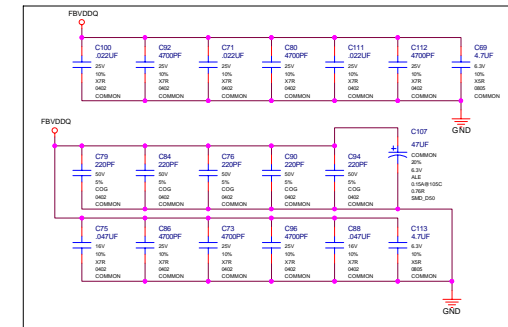 FBVDDQ
C100 C92 C71 C80 C111 C112 C69
.022UF 4700PF .022UF 4700PF .022UF 4700PF 4.7UF
25V 25V 25V 25V 25V 25V 6.3V
10% 10% 10% 10% 10% 10% 10%
X7R X7R X7R X7R X7R X7R X5R
0402 0402 0402 0402 0402 0402 0805
COMMON COMMON COMMON COMMON COMMON COMMON COMMON
GND
FBVDDQ
C107
47UF
COMMON
20%
6.3V
ALE
0.15A@105C
0.76R
SMD_D50
C79 C84 C76 C90 C94
220PF 220PF 220PF 220PF 220PF
50V 50V 50V 50V 50V
5% 5% 5% 5% 5%
COG COG COG COG COG
0402 0402 0402 0402 0402
COMMON COMMON COMMON COMMON COMMON
C75 C86 C73 C96 C88 C113
.047UF 4700PF 4700PF 4700PF .047UF 4.7UF
16V 25V 25V 25V 16V 6.3V
10% 10% 10% 10% 10% 10%
X7R X7R X7R X7R X7R X5R
0402 0402 0402 0402 0402 0805
COMMON COMMON COMMON COMMON COMMON COMMON
GND